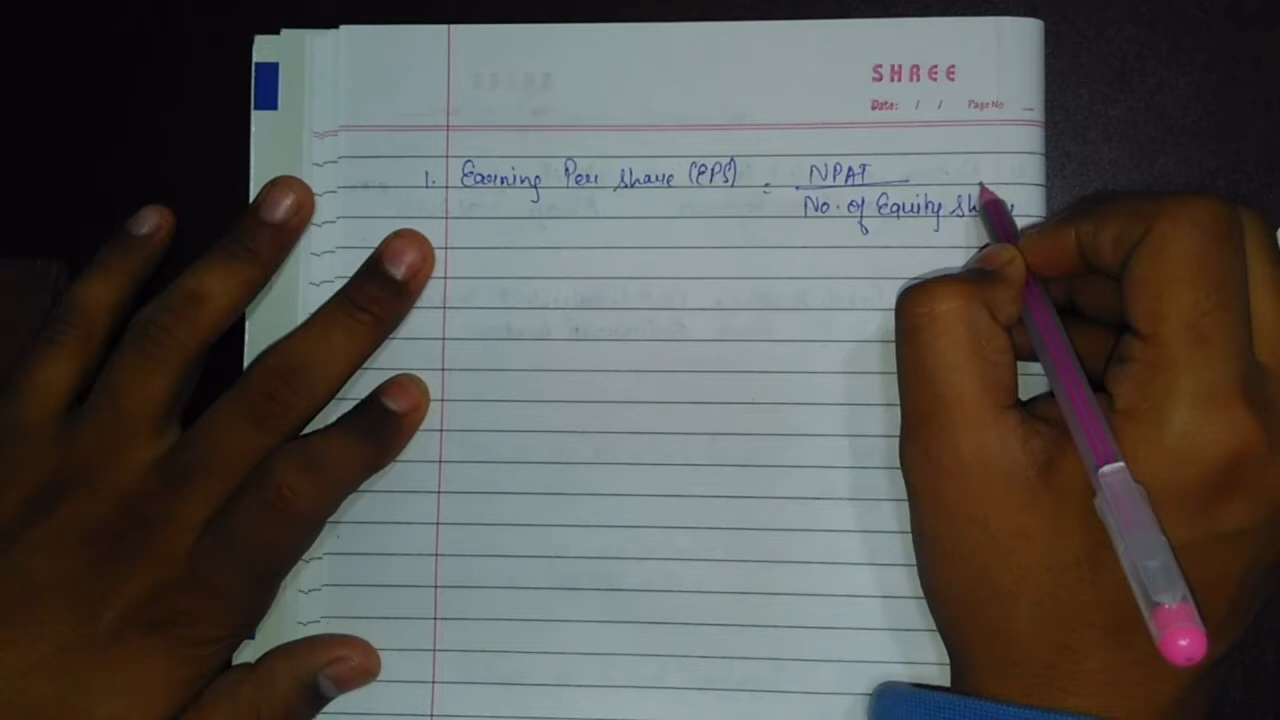 SHREE
Date: / / Page No
1. Earning Per Share (EPS) = NPAT
No. of Equity